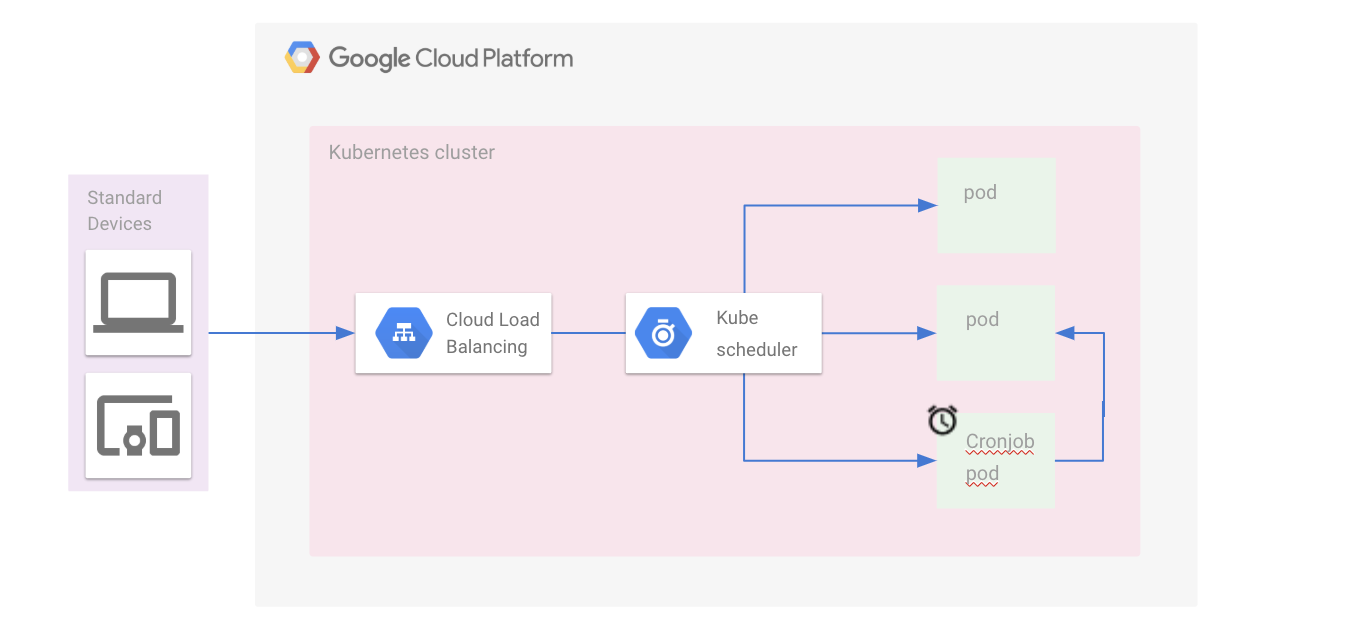 Google Cloud Platform
Kubernetes cluster
Standard
Devices
Cloud Load
Balancing
Kube
scheduler
pod
pod
Cronjob
pod